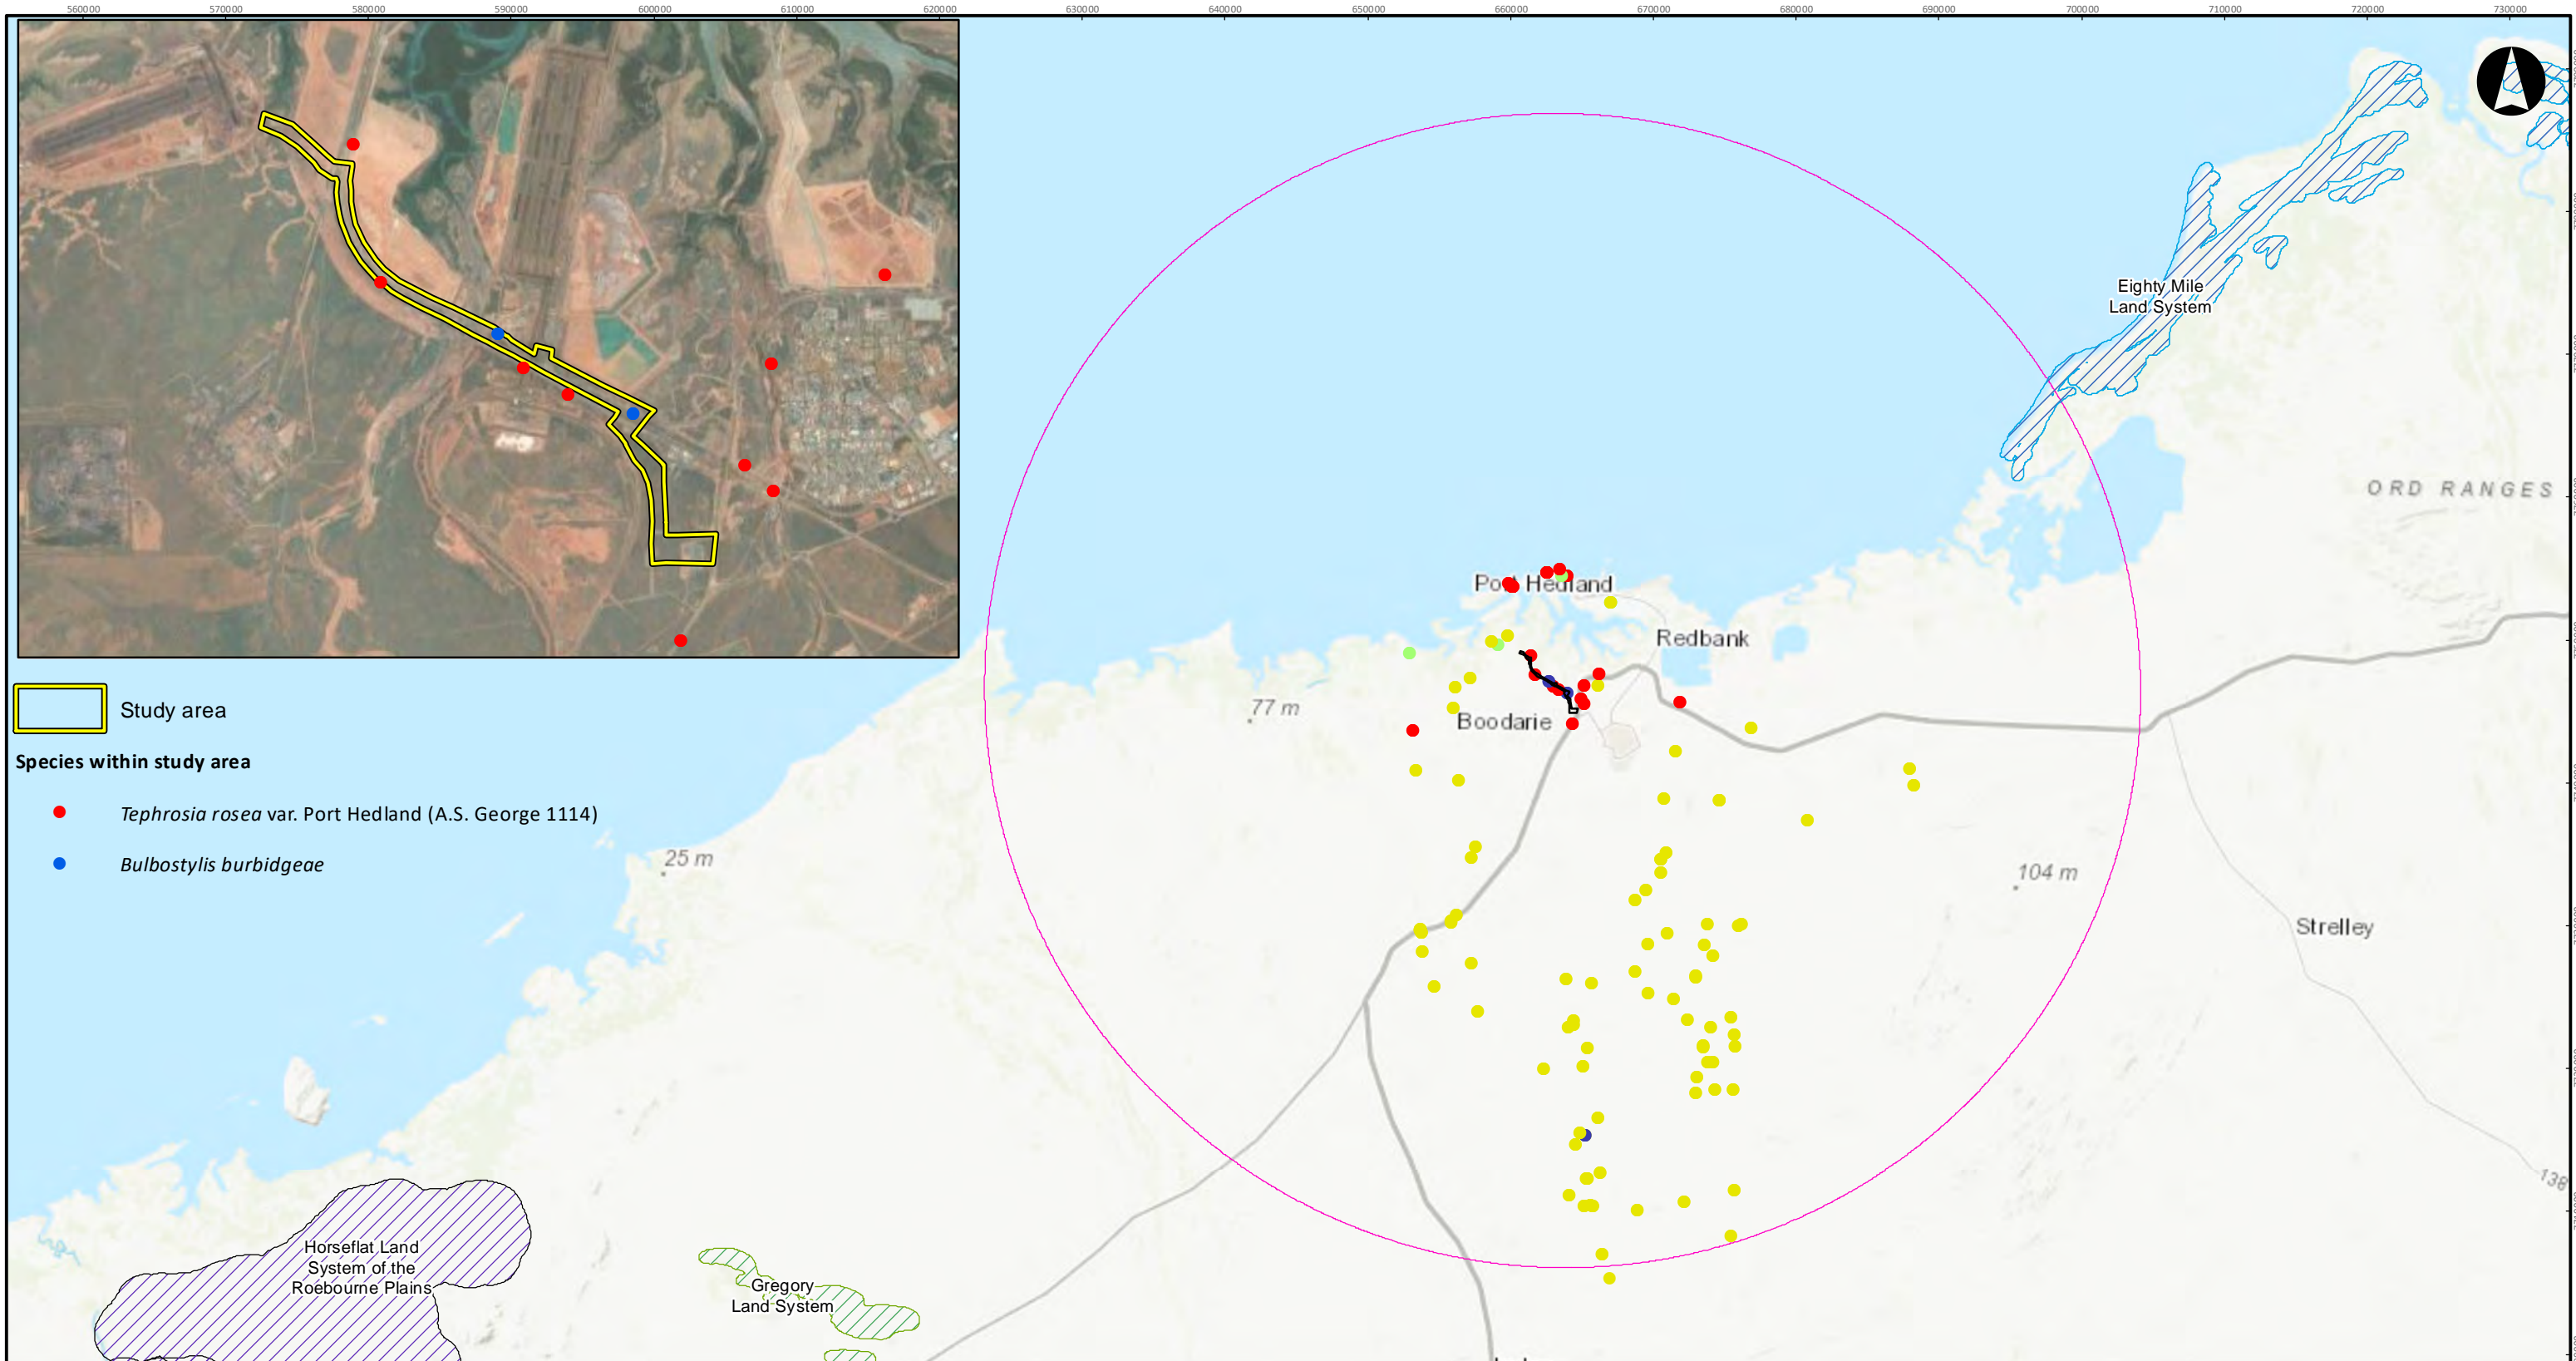 560000 570000 580000 590000 600000 610000 620000 630000 640000 650000 660000 670000 680000 690000 700000 710000 720000 730000
Eighty Mile
Land System
ORD RANGES
Port Hedland
Redbank
77 m
Boodarie
Study area
Species within study area
Tephrosia rosea var. Port Hedland (A.S. George 1114)
25 m
Bulbostylis burbidgeae
104 m
Strelley
138
Horseflat Land
System of the
Roebourne Plains
Gregory
Land System